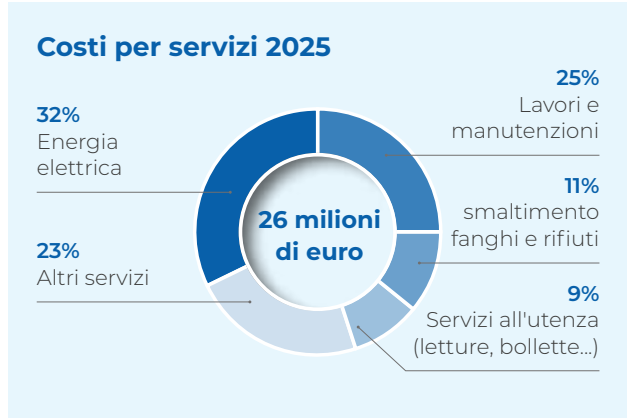 Costi per servizi 2025
32%
Energia
elettrica
23%
Altri servizi
26 milioni
di euro
25%
Lavori e
manutenzioni
11%
smaltimento
fanghi e rifiuti
9%
Servizi all'utenza
(letture, bollette...)